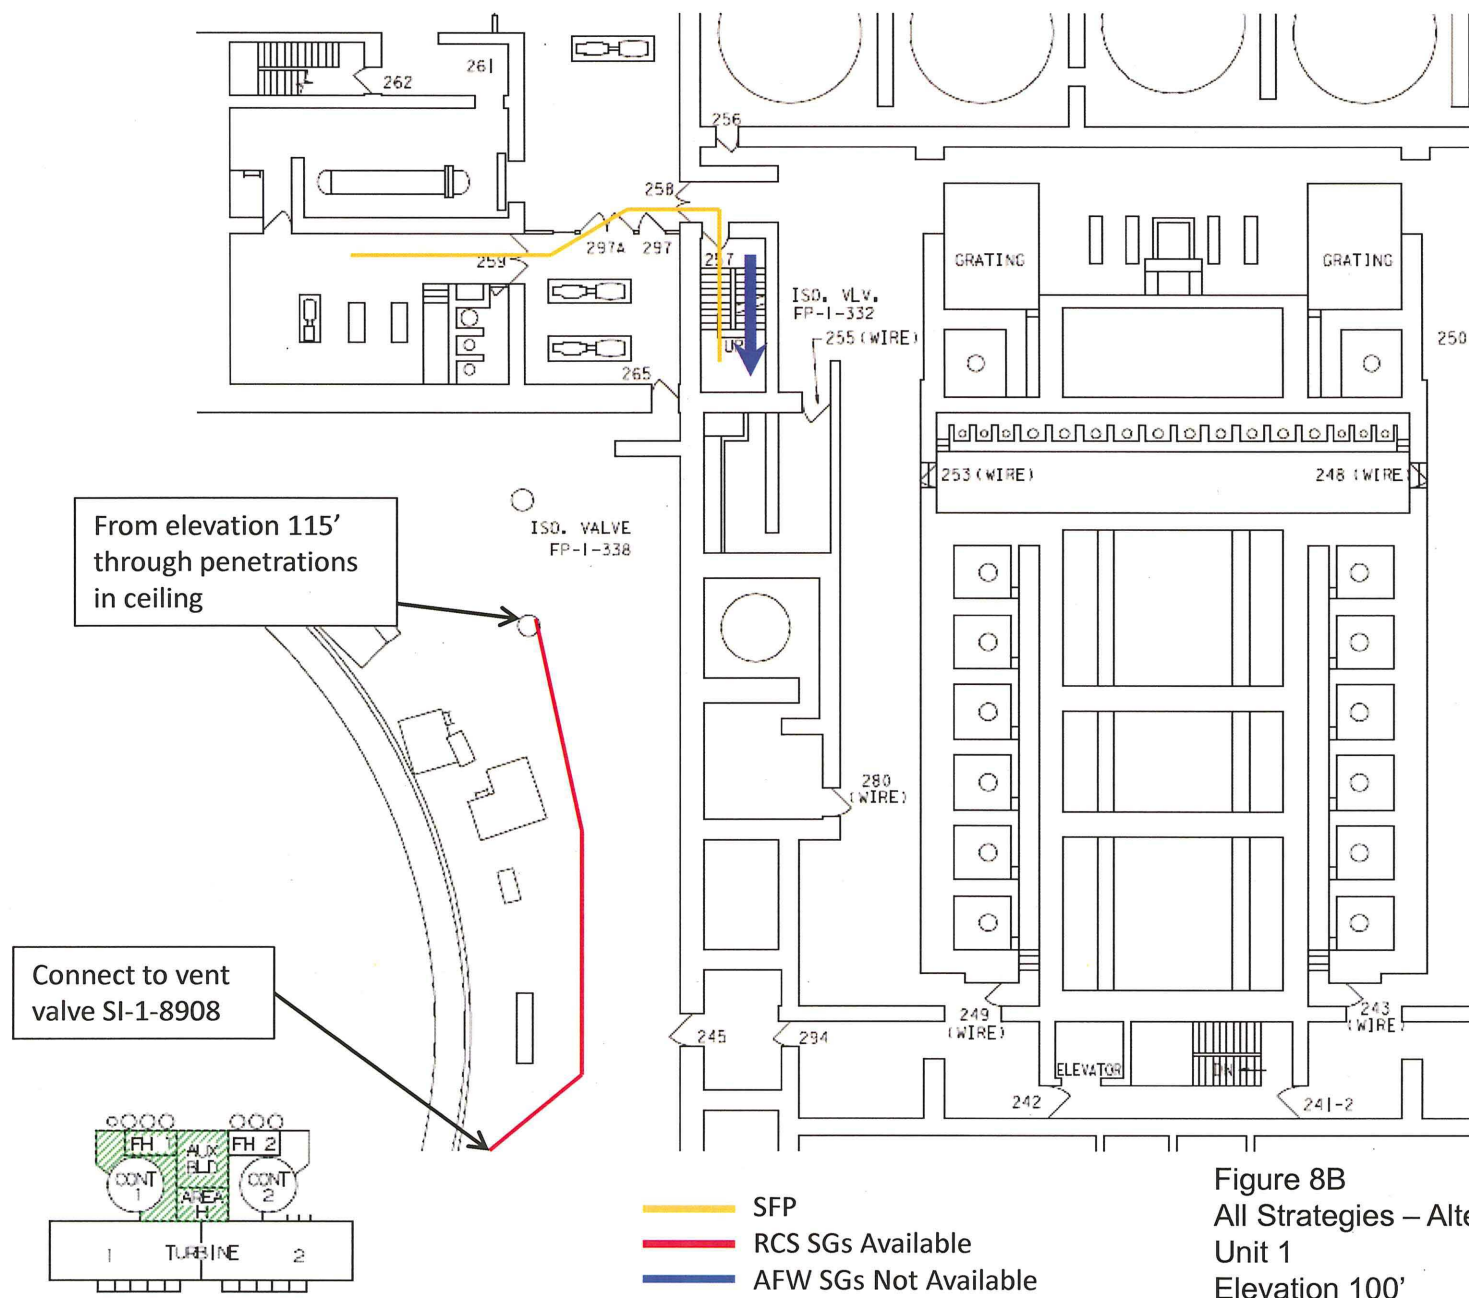 261
262
256
258
297A
297
259
257
ISO. VLV.
FP-1-332
255 (WIRE)
UP
265
GRATING
GRATING
250
253 (WIRE)
248 (WIRE)
From elevation 115’
through penetrations
in ceiling
ISO. VALVE
FP-1-338
280
(WIRE)
Connect to vent
valve SI-1-8908
245
294
249
(WIRE)
243
(WIRE)
ELEVATOR
DN
242
241-2
FH 1
AUX
BLD
FH 2
CONT
1
AREA
H
CONT
2
1
TURBINE
2
SFP
RCS SGs Available
AFW SGs Not Available
Figure 8B
All Strategies – Alte
Unit 1
Elevation 100’